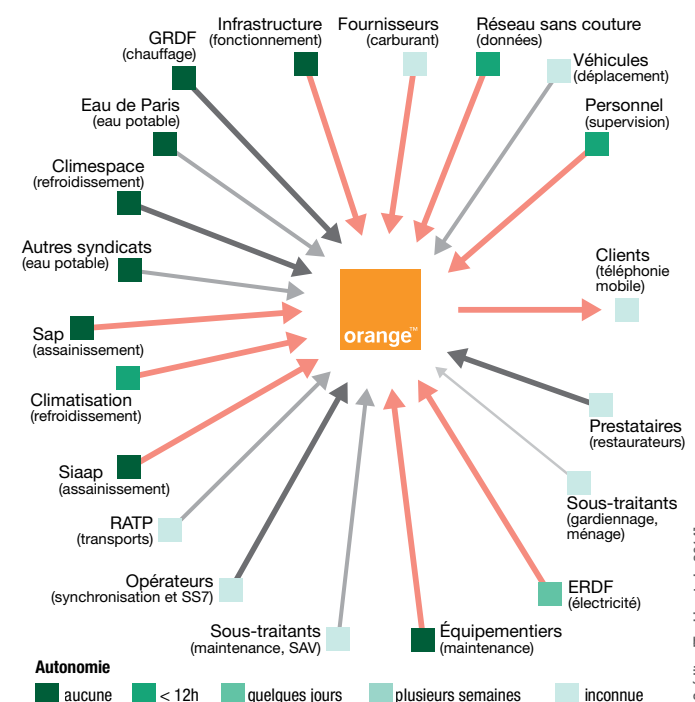 Infrastructure
(fonctionnement)
Fournisseurs
(carburant)
Réseau sans couture
(données)
GRDF
(chauffage)
Véhicules
(déplacement)
Eau de Paris
(eau potable)
Personnel
(supervision)
Climespace
(refroidissement)
Autres syndicats
(eau potable)
Clients
(téléphonie
mobile)
orange™
Sap
(assainissement)
Climatisation
(refroidissement)
Prestataires
(restaurateurs)
Siaap
(assainissement)
Sous-traitants
(gardiennage,
ménage)
RATP
(transports)
Opérateurs
(synchronisation et SS7)
ERDF
(électricité)
Sous-traitants
(maintenance, SAV)
Équipementiers
(maintenance)
Autonomie
aucune
< 12h
quelques jours
plusieurs semaines
inconnue